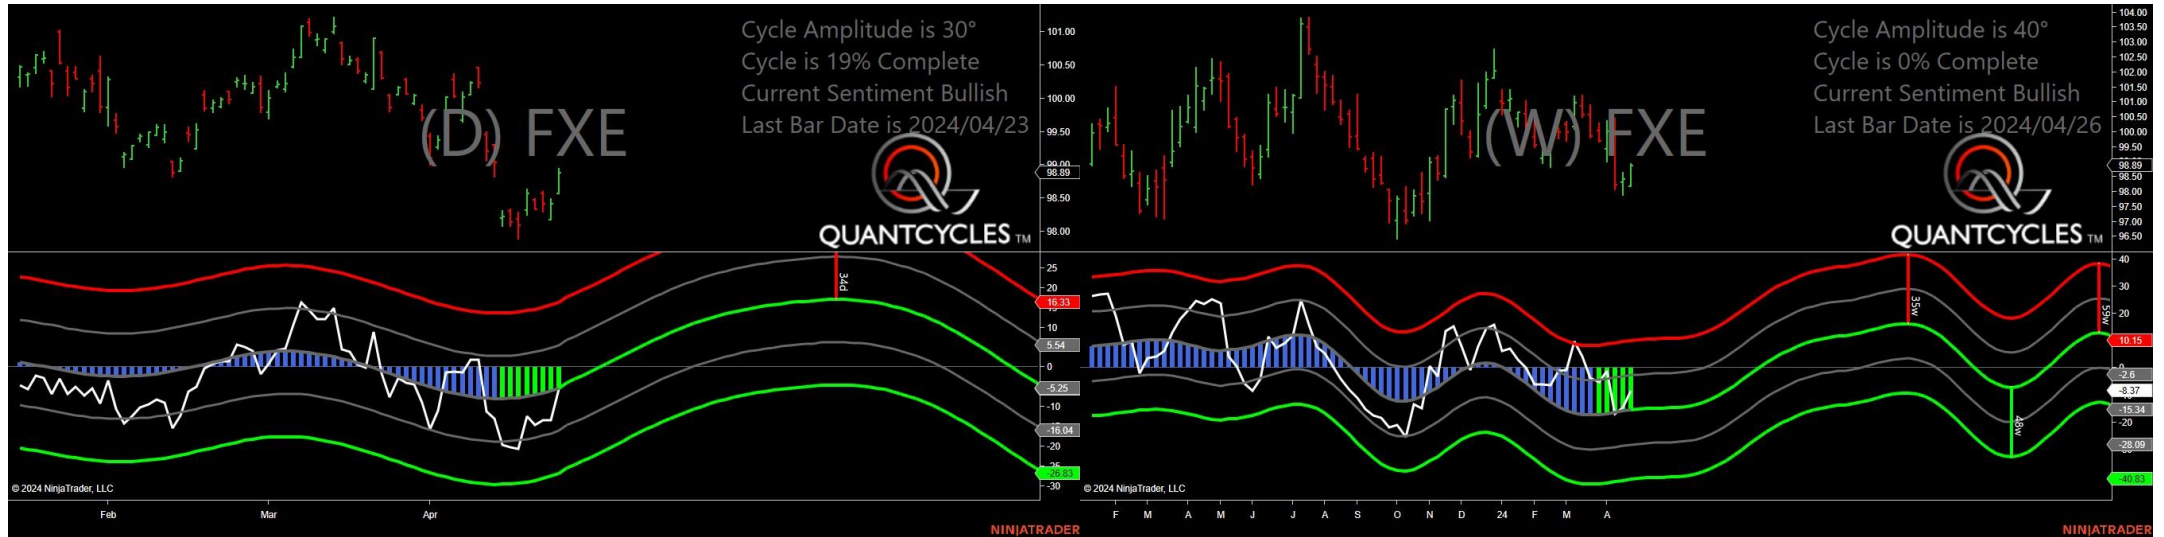 Cycle Amplitude is 30°
Cycle is 19% Complete
Current Sentiment Bullish
Last Bar Date is 2024/04/23
(D) FXE
QUANTCYCLES TM
101.00
100.50
100.00
99.50
99.00
98.89
98.50
98.00
34d
25
20
16.33
10
5.54
0
-5.25
-10
-16.04
-20
-26.83
-30
© 2024 NinjaTrader, LLC
Feb Mar Apr
NINJATRADER
Cycle Amplitude is 40°
Cycle is 0% Complete
Current Sentiment Bullish
Last Bar Date is 2024/04/26
(W) FXE
QUANTCYCLES TM
104.00
103.50
103.00
102.50
102.00
101.50
101.00
100.50
100.00
99.50
98.89
98.50
98.00
97.50
97.00
96.50
35w
59w
48w
40
30
20
10.15
0
-2.6
-8.37
-15.34
-20
-28.09
-40.83
© 2024 NinjaTrader, LLC
F M A M J J A S O N D 24 F M A
NINJATRADER